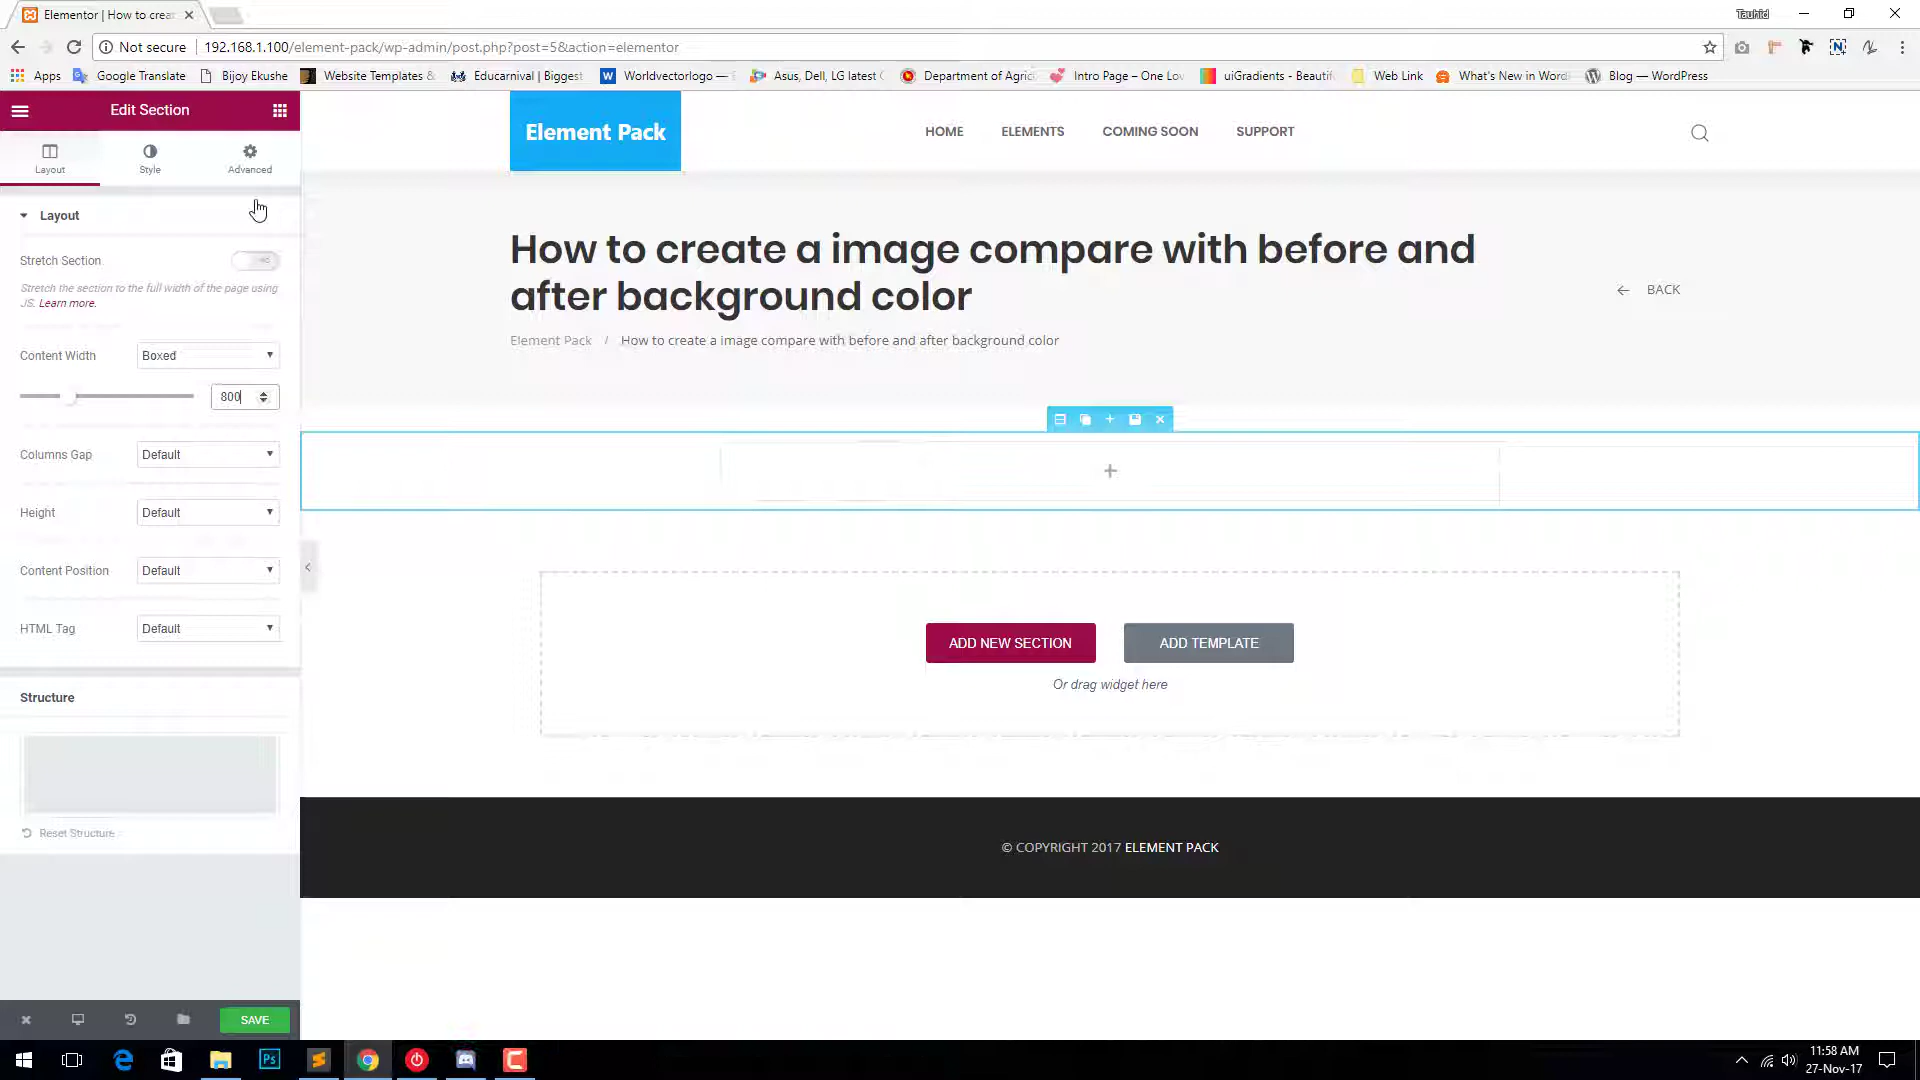 Elementor | How to crea
Tauhid
Not secure
192.168.1.100/element-pack/wp-admin/post.php?post=5&action=elementor
Apps
Google Translate
Bijoy Ekushe
Website Templates &
Educarnival | Biggest
Worldvectorlogo —
Asus, Dell, LG latest
Department of Agric
Intro Page – One Lov
uiGradients - Beautif
Web Link
What's New in Word
Blog — WordPress
Edit Section
Layout
Style
Advanced
Layout
Stretch Section
Stretch the section to the full width of the page using
JS. Learn more.
Content Width
Boxed
800
Columns Gap
Default
Height
Default
Content Position
Default
HTML Tag
Default
Structure
Reset Structure
SAVE
Element Pack
HOME
ELEMENTS
COMING SOON
SUPPORT
How to create a image compare with before and
after background color
BACK
Element Pack / How to create a image compare with before and after background color
ADD NEW SECTION
ADD TEMPLATE
Or drag widget here
© COPYRIGHT 2017 ELEMENT PACK
Ps
11:58 AM
27-Nov-17